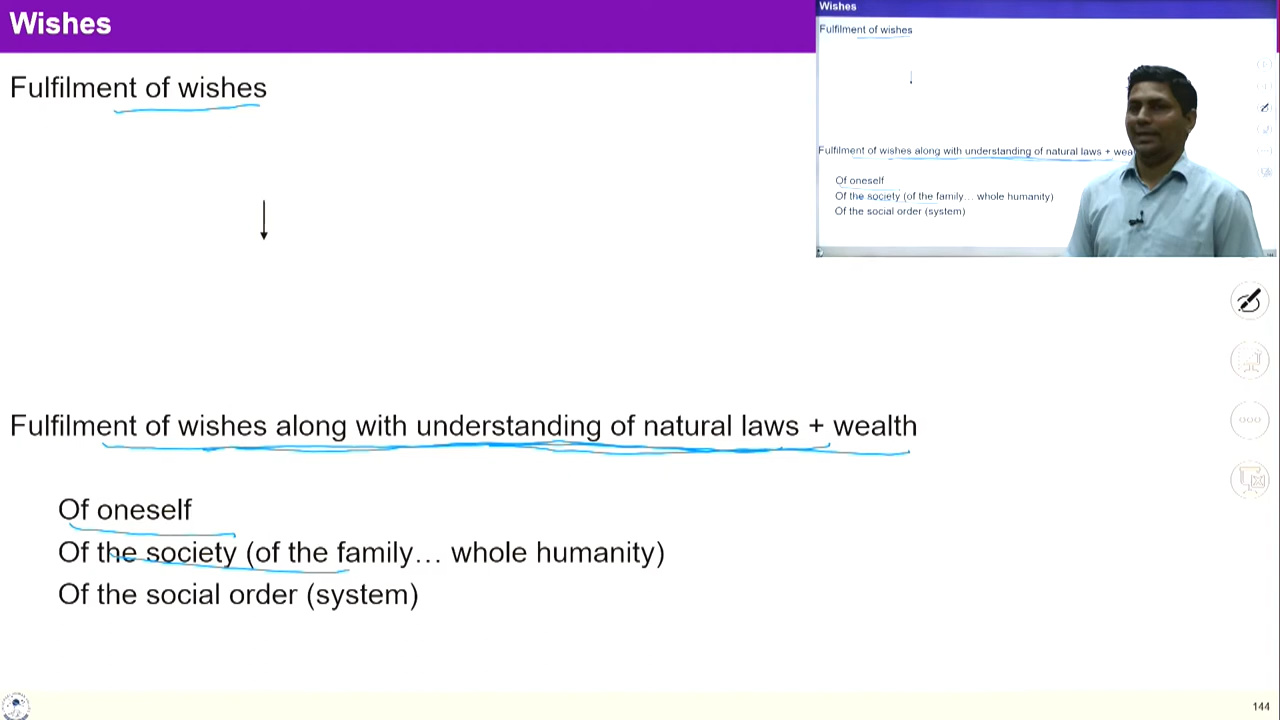 Wishes
Fulfilment of wishes
Fulfilment of wishes along with understanding of natural laws + wealth
Of oneself
Of the society (of the family… whole humanity)
Of the social order (system)
144
Wishes
Fulfilment of wishes
Fulfilment of wishes along with understanding of natural laws + wea
Of oneself
Of the society (of the family… whole humanity)
Of the social order (system)